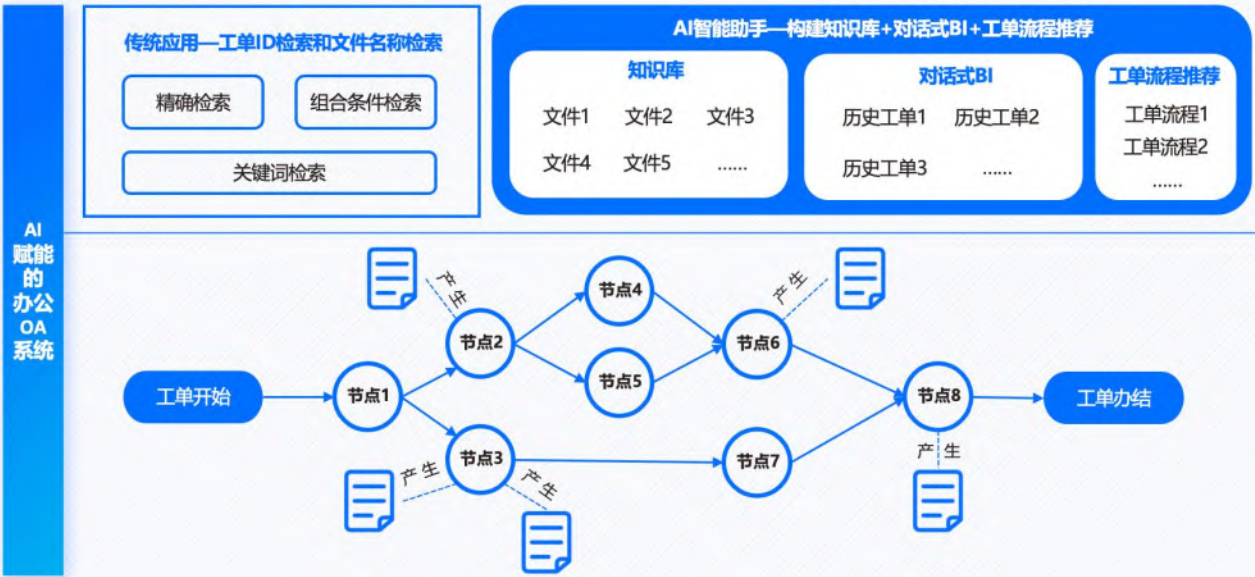 AI
赋能
的
办公
OA
系统
传统应用—工单ID检索和文件名称检索
精确检索
组合条件检索
关键词检索
AI智能助手—构建知识库+对话式BI+工单流程推荐
知识库
文件1
文件2
文件3
文件4
文件5
......
对话式BI
历史工单1
历史工单2
历史工单3
......
工单流程推荐
工单流程1
工单流程2
......
工单开始
节点1
节点2
产生
节点3
产生
产生
节点4
节点5
节点6
产生
节点7
节点8
产生
工单办结